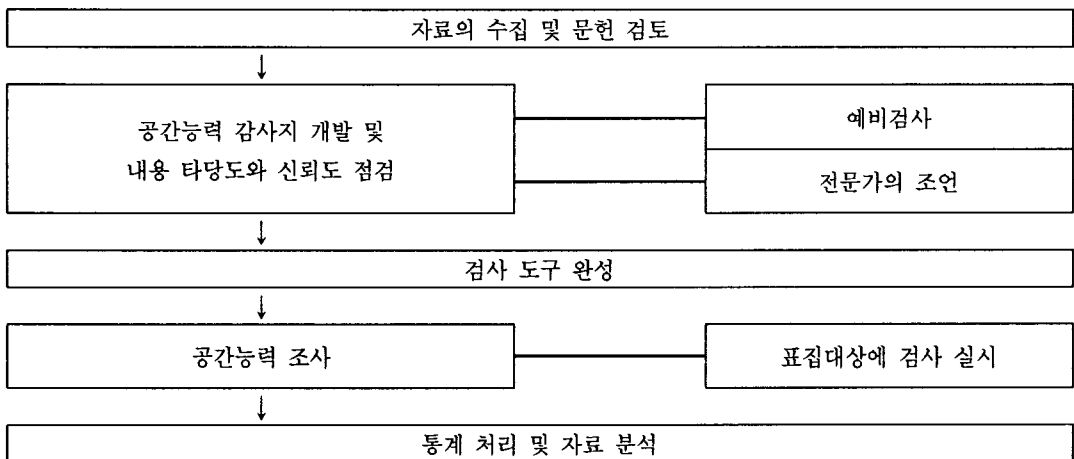 자료의 수집 및 문헌 검토
↓
공간능력 감사지 개발 및
내용 타당도와 신뢰도 점검
예비검사
전문가의 조언
↓
검사 도구 완성
↓
공간능력 조사
표집대상에 검사 실시
↓
통계 처리 및 자료 분석